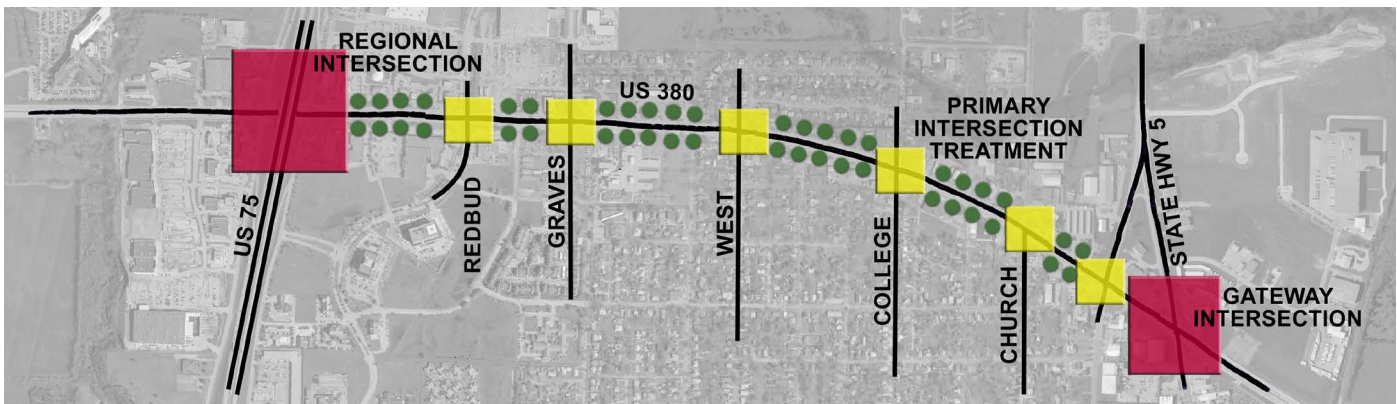 REGIONAL
INTERSECTION
US 380
PRIMARY
INTERSECTION
TREATMENT
US 75
REDBUD
GRAVES
WEST
COLLEGE
CHURCH
STATE HWY 5
GATEWAY
INTERSECTION